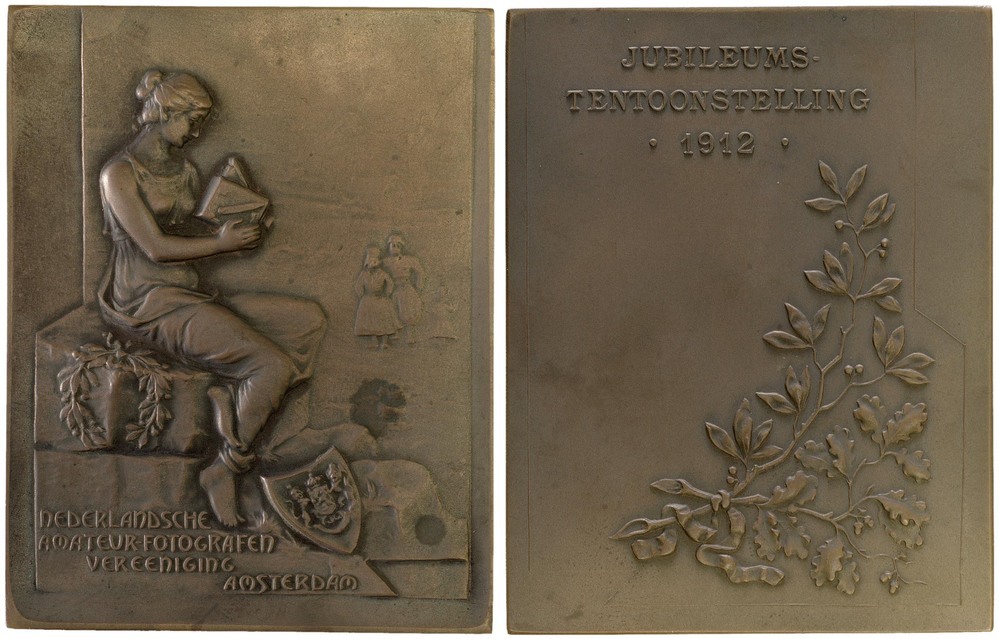 NEDERLANDSCHE
AMATEUR-FOTOGRAFEN
VEREENIGING
AMSTERDAM
JUBILEUMS-
TENTOONSTELLING
• 1912 •